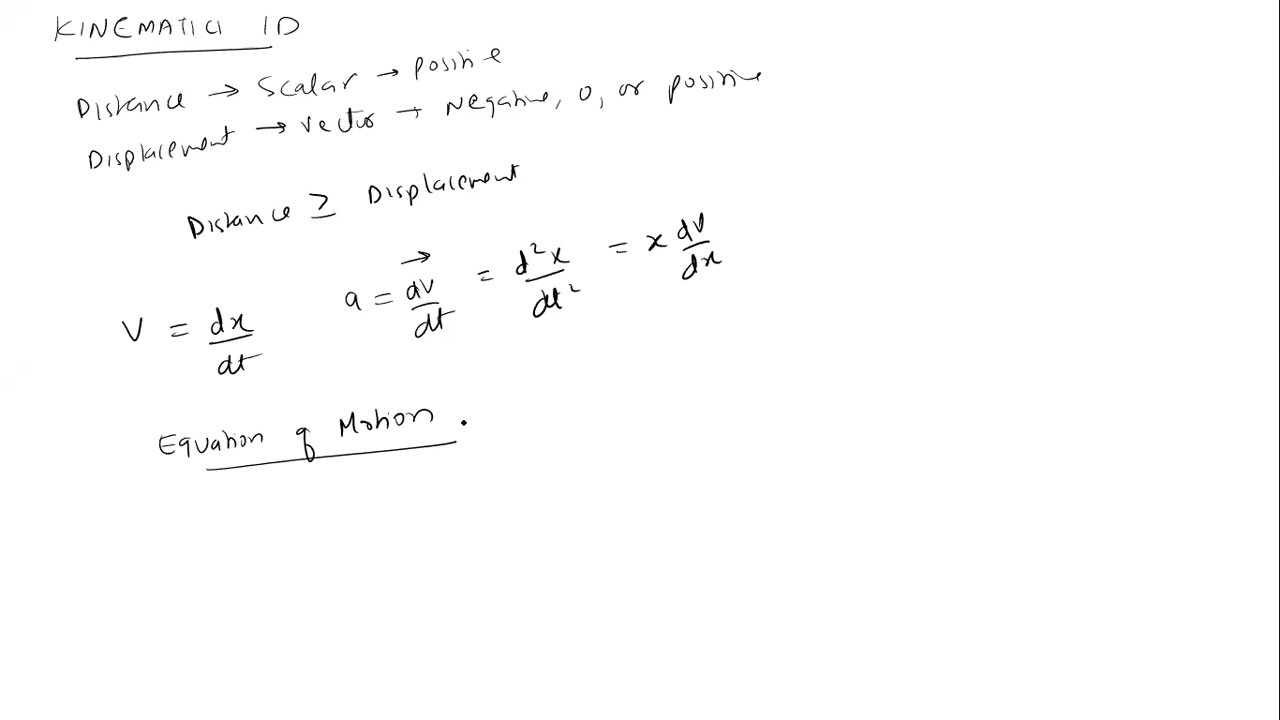 KINEMATICS 1D
Distance → Scalar → positive
Displacement → vector → Negative, 0, or positive
Distance ≥ Displacement
V = dx/dt a = dv/dt = d²x/dt² = x dv/dx
Equation of Motion .